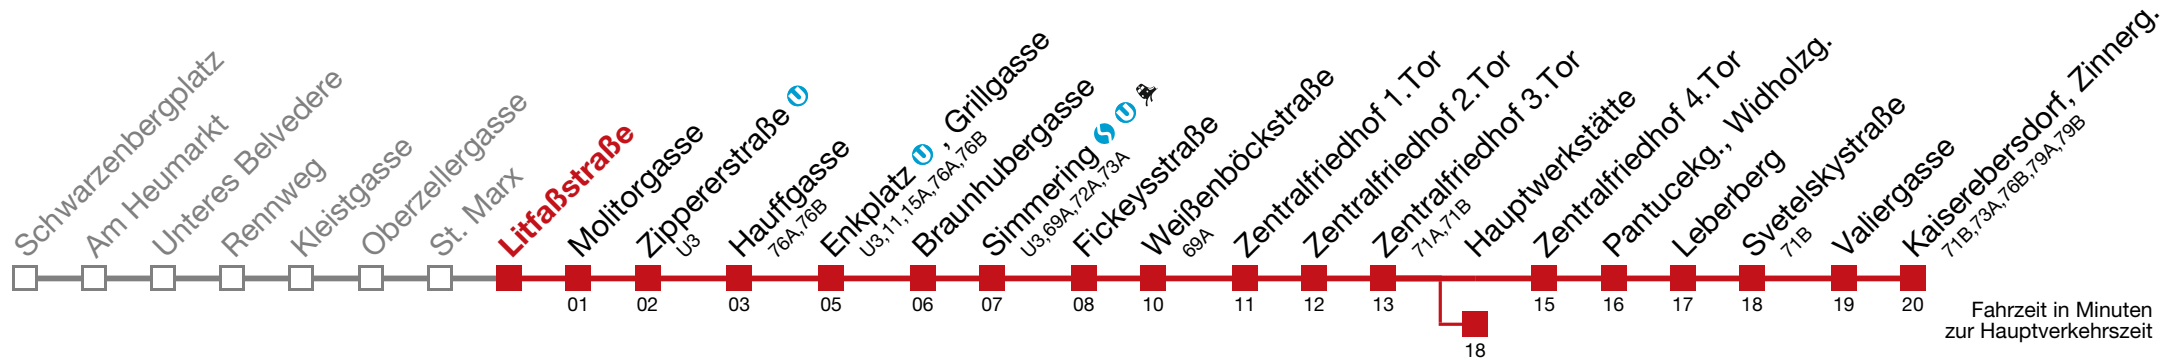 Schwarzenbergplatz
Am Heumarkt
Unteres Belvedere
Rennweg
Kleistgasse
Oberzellergasse
St. Marx
Litfaßstraße
Molitorgasse
01
Zippererstraße U
U3
02
Hauffgasse
76A,76B
03
Enkplatz U , Grillgasse
U3,11,15A,76A,76B
05
Braunhubergasse
06
Simmering S U
U3,69A,72A,73A
07
Fickeysstraße
08
Weißenböckstraße
69A
10
Zentralfriedhof 1.Tor
11
Zentralfriedhof 2.Tor
12
Zentralfriedhof 3.Tor
71A,71B
13
Hauptwerkstätte
18
Zentralfriedhof 4.Tor
15
Pantucekg., Widholzg.
16
Leberberg
17
Svetelskystraße
71B
18
Valiergasse
19
Kaiserebersdorf, Zinnerg.
71B,73A,76B,79A,79B
20
Fahrzeit in Minuten
zur Hauptverkehrszeit